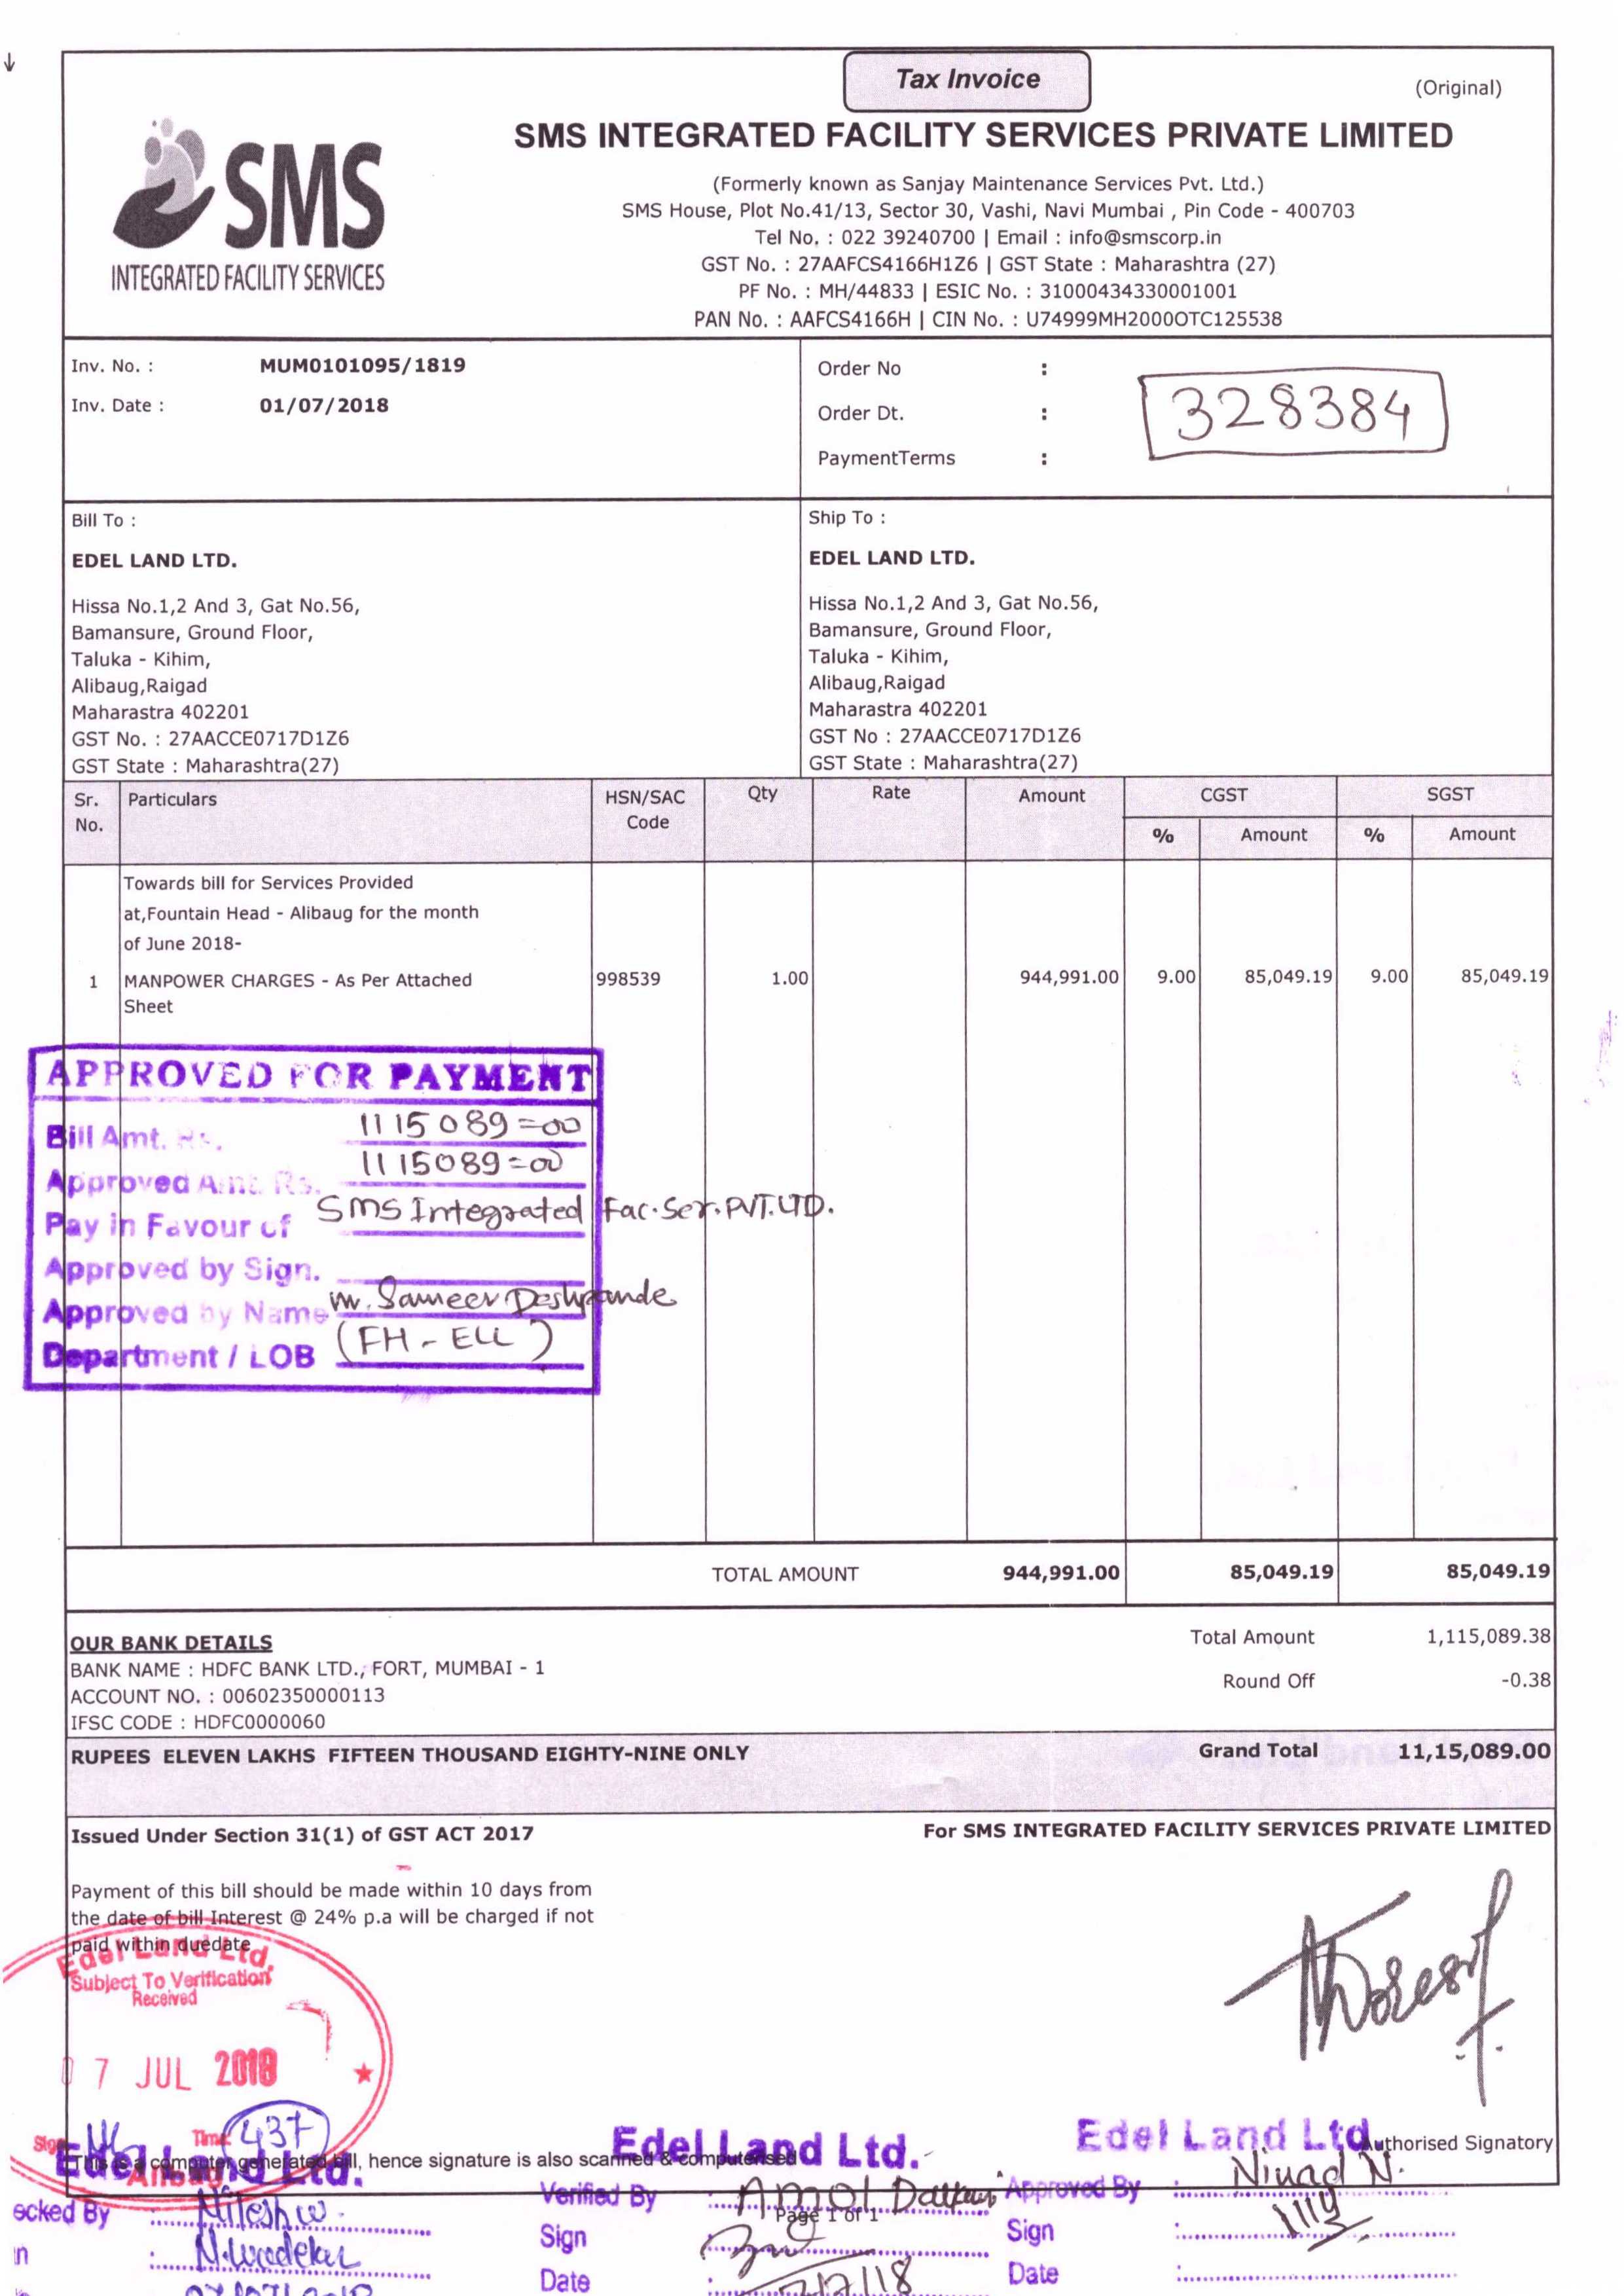 Tax Invoice
(Original)
SMS
INTEGRATED FACILITY SERVICES
SMS INTEGRATED FACILITY SERVICES PRIVATE LIMITED
(Formerly known as Sanjay Maintenance Services Pvt. Ltd.)
SMS House, Plot No.41/13, Sector 30, Vashi, Navi Mumbai , Pin Code - 400703
Tel No. : 022 39240700 | Email : info@smscorp.in
GST No. : 27AAFCS4166H1Z6 | GST State : Maharashtra (27)
PF No. : MH/44833 | ESIC No. : 31000434330001001
PAN No. : AAFCS4166H | CIN No. : U74999MH2000OTC125538
Inv. No. : MUM0101095/1819
Inv. Date : 01/07/2018
Order No :
Order Dt. :
PaymentTerms :
328384
Bill To :
EDEL LAND LTD.
Hissa No.1,2 And 3, Gat No.56,
Bamansure, Ground Floor,
Taluka - Kihim,
Alibaug,Raigad
Maharastra 402201
GST No. : 27AACCE0717D1Z6
GST State : Maharashtra(27)
Ship To :
EDEL LAND LTD.
Hissa No.1,2 And 3, Gat No.56,
Bamansure, Ground Floor,
Taluka - Kihim,
Alibaug,Raigad
Maharastra 402201
GST No : 27AACCE0717D1Z6
GST State : Maharashtra(27)
Sr. No. Particulars HSN/SAC Code Qty Rate Amount CGST SGST
% Amount % Amount
Towards bill for Services Provided
at,Fountain Head - Alibaug for the month
of June 2018-
1 MANPOWER CHARGES - As Per Attached 998539 1.00 944,991.00 9.00 85,049.19 9.00 85,049.19
Sheet
APPROVED FOR PAYMENT
Bill Amt. Rs. 1115089=00
Approved Amt. Rs. 1115089=00
Pay in Favour of SMS Integrated Fac.Ser.PVT.LTD.
Approved by Sign.
Approved by Name m. Sameer Deshpande
Department / LOB (FH - ELL)
TOTAL AMOUNT 944,991.00 85,049.19 85,049.19
OUR BANK DETAILS
BANK NAME : HDFC BANK LTD., FORT, MUMBAI - 1
ACCOUNT NO. : 00602350000113
IFSC CODE : HDFC0000060
Total Amount 1,115,089.38
Round Off -0.38
RUPEES ELEVEN LAKHS FIFTEEN THOUSAND EIGHTY-NINE ONLY
Grand Total 11,15,089.00
Issued Under Section 31(1) of GST ACT 2017
For SMS INTEGRATED FACILITY SERVICES PRIVATE LIMITED
Payment of this bill should be made within 10 days from
the date of bill Interest @ 24% p.a will be charged if not
paid within duedate
Edel Land Ltd.
Subject To Verification
Received
07 JUL 2018
Sign Time 437
Alibag
Authorised Signatory
This is a computer generated bill, hence signature is also scanned & computerised
Page 1 of 1
Edel Land Ltd.
ecked By Nilesh w.
n N.wadekar
Edel Land Ltd.
Verified By : Amol
Sign
Date : 7/7/18
Edel Land Ltd.
Approved By : Ninad N.
Sign :
Date :